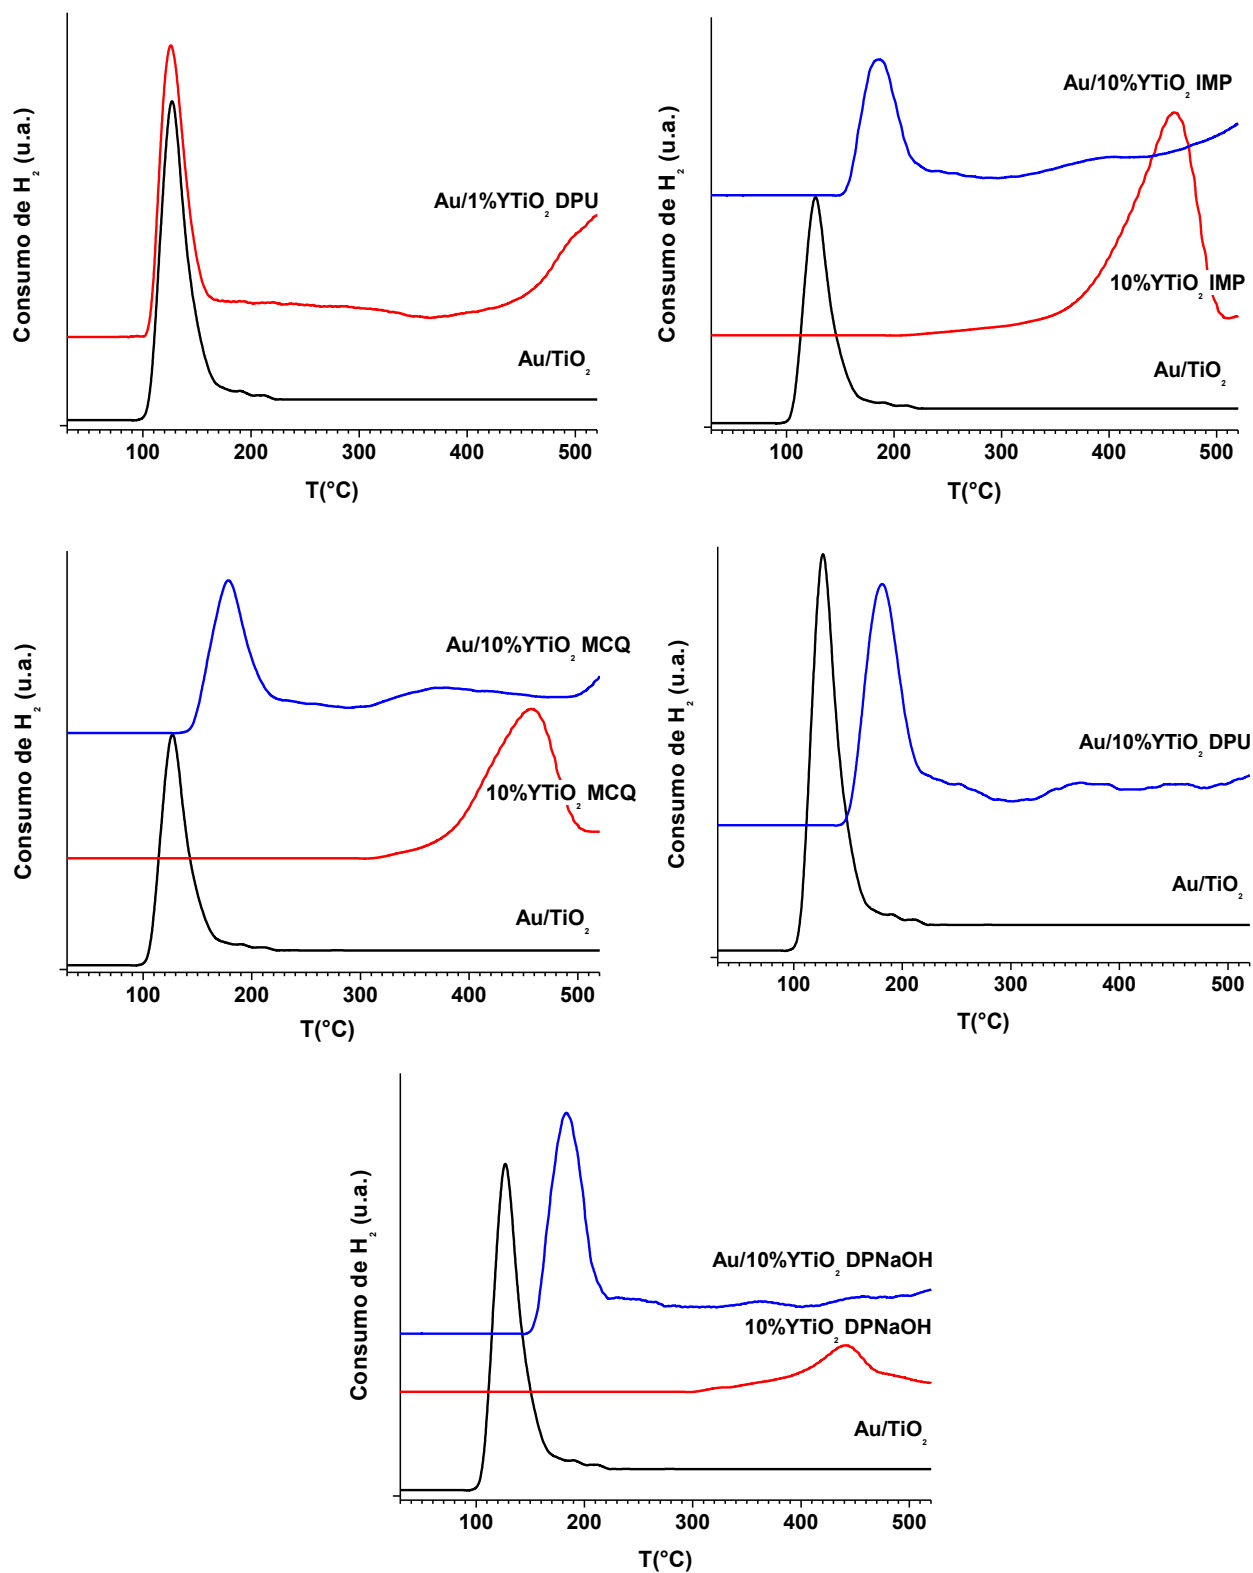 Consumo de H₂ (u.a.)
Au/1%YTiO₂ DPU
Au/TiO₂
100 200 300 400 500
T(°C)
Consumo de H₂ (u.a.)
Au/10%YTiO₂ IMP
10%YTiO₂ IMP
Au/TiO₂
100 200 300 400 500
T(°C)
Consumo de H₂ (u.a.)
Au/10%YTiO₂ MCQ
10%YTiO₂ MCQ
Au/TiO₂
100 200 300 400 500
T(°C)
Consumo de H₂ (u.a.)
Au/10%YTiO₂ DPU
Au/TiO₂
100 200 300 400 500
T(°C)
Consumo de H₂ (u.a.)
Au/10%YTiO₂ DPNaOH
10%YTiO₂ DPNaOH
Au/TiO₂
100 200 300 400 500
T(°C)